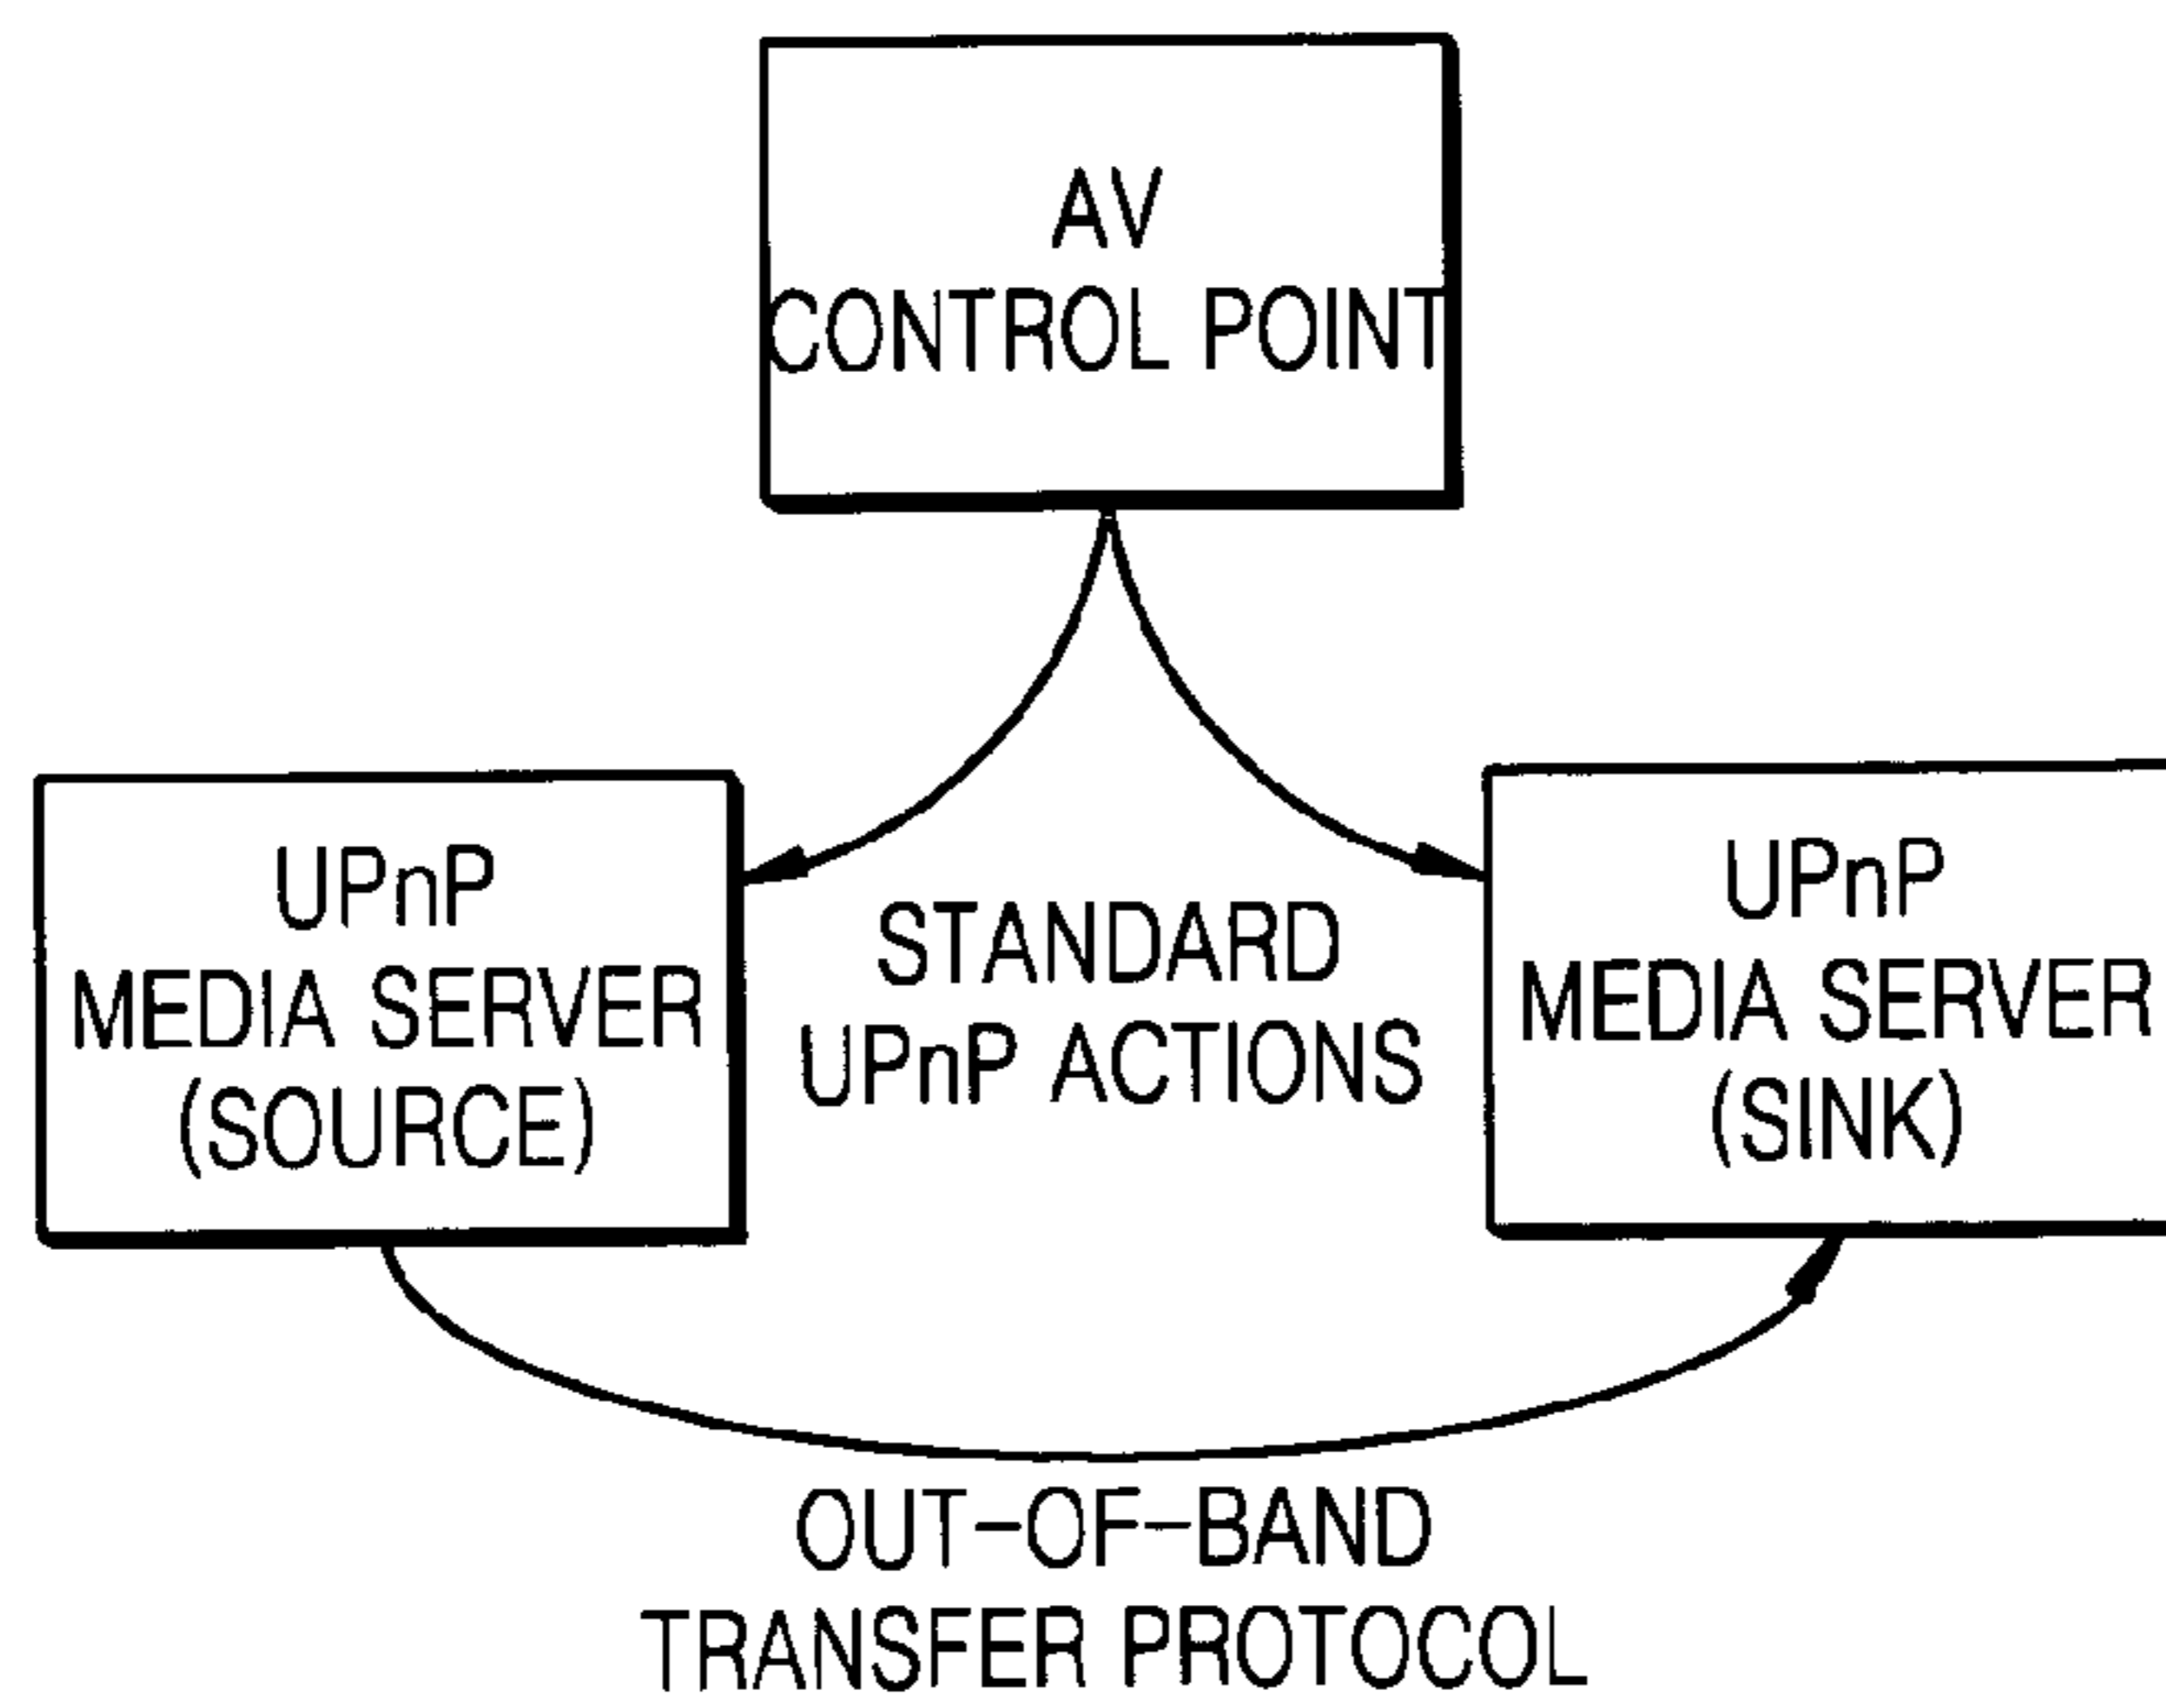 AV
CONTROL POINT
UPnP
MEDIA SERVER
(SOURCE)
STANDARD
UPnP ACTIONS
UPnP
MEDIA SERVER
(SINK)
OUT-OF-BAND
TRANSFER PROTOCOL